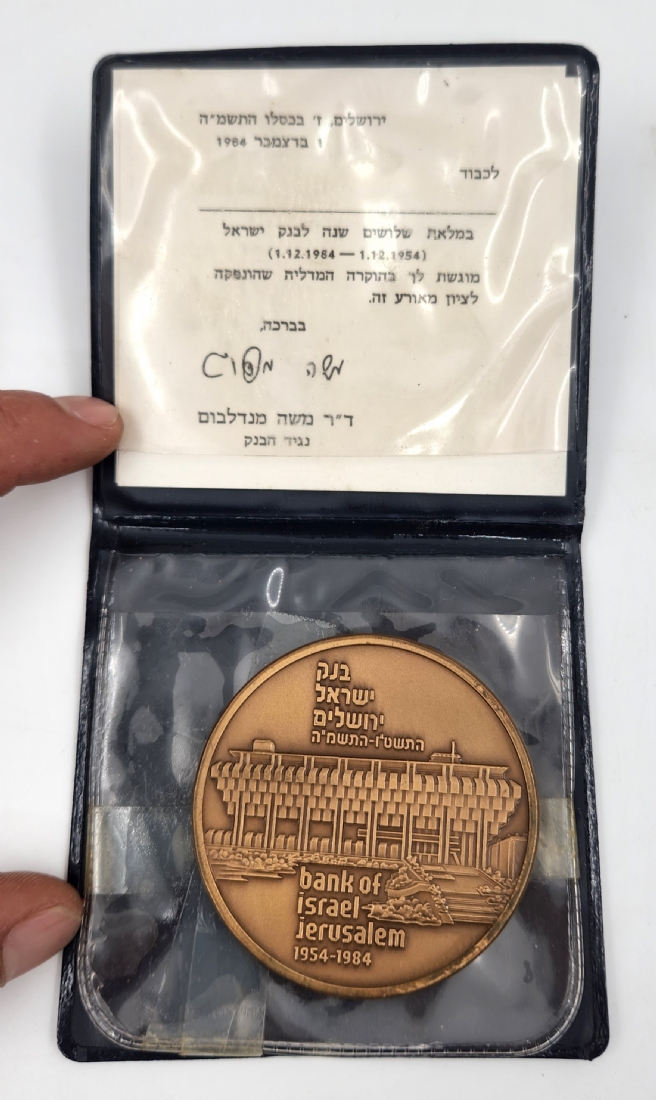 ירושלים, ז' בכסלו התשמ"ה
1 בדצמבר 1984
לכבוד
במלאת שלושים שנה לבנק ישראל
(1.12.1984 — 1.12.1954)
מוגשת לך בהוקרה המדליה שהונפקה
לציון מאורע זה.
בברכה,
משה מנדלבום
ד"ר משה מנדלבום
נגיד הבנק
בנק
ישראל
ירושלים
התשט"ו-התשמ"ה
bank of
israel
jerusalem
1954-1984